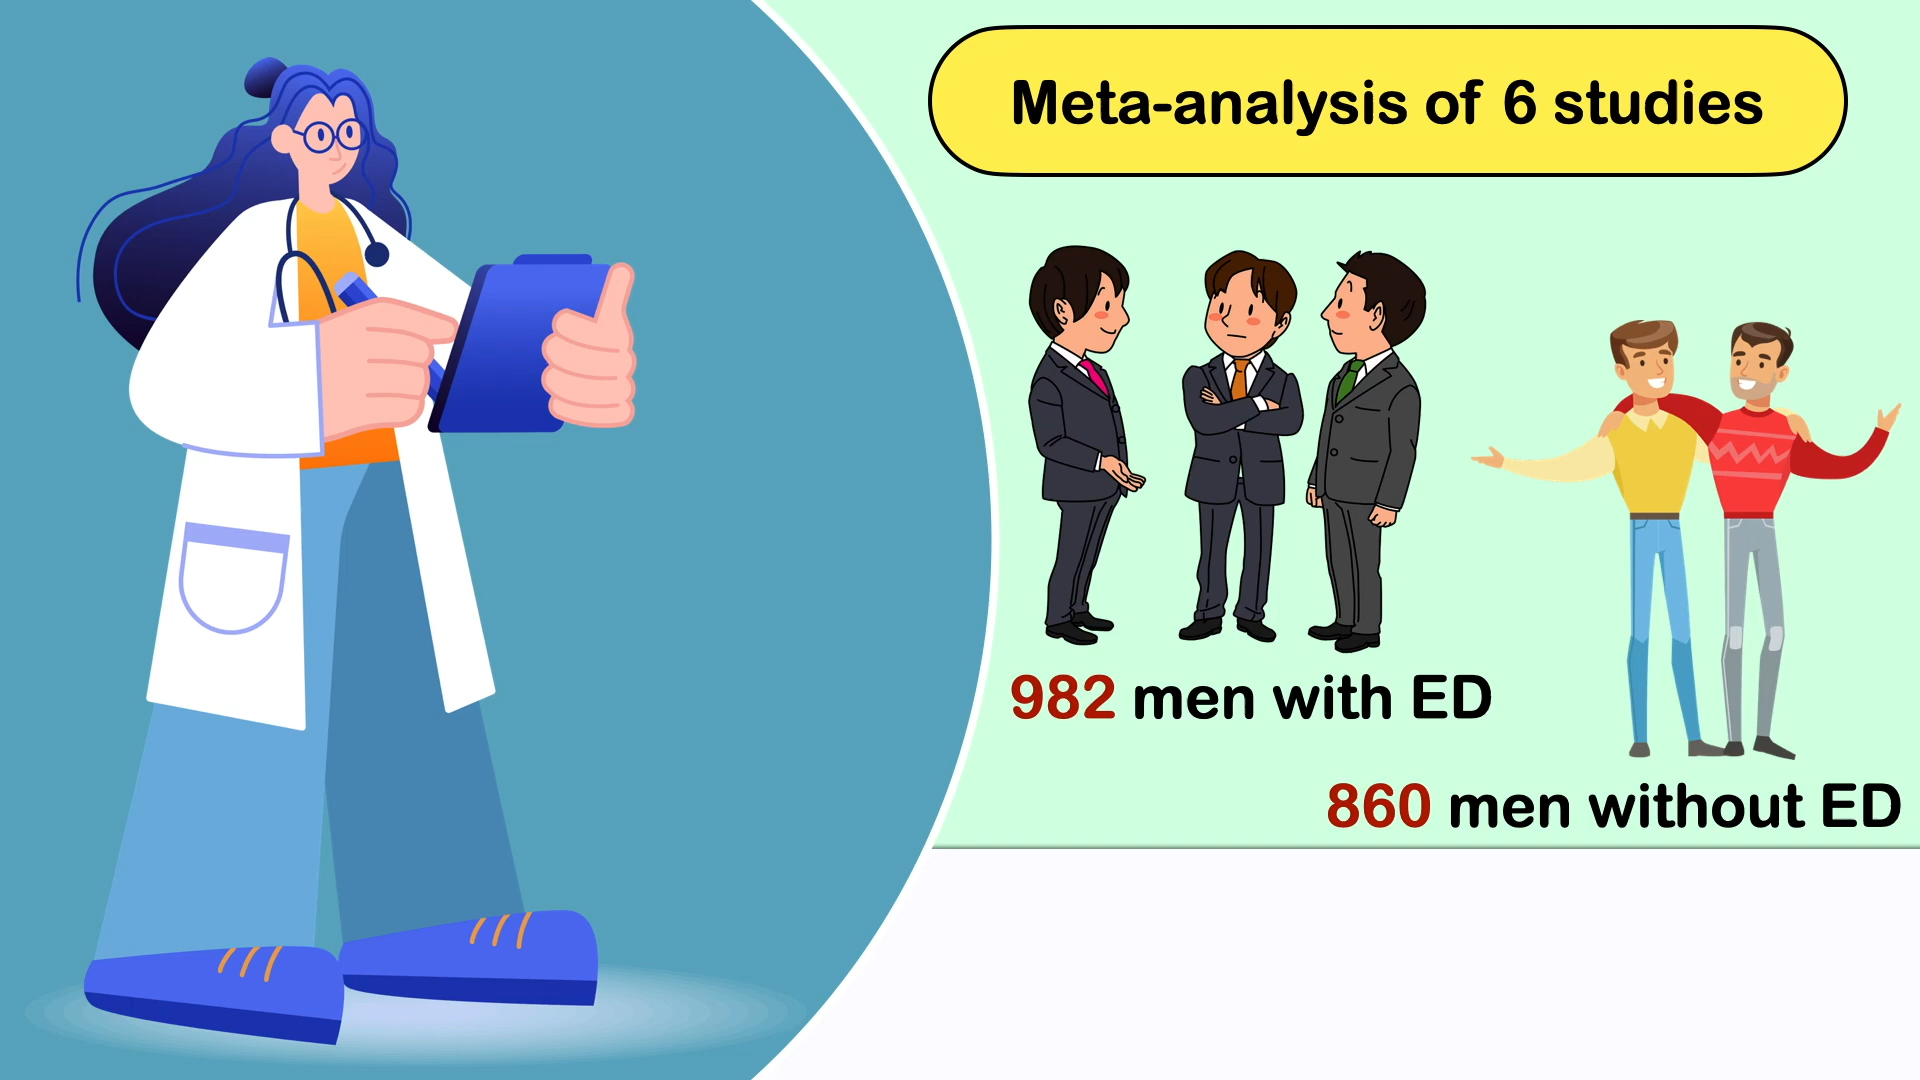 Meta-analysis of 6 studies
982 men with ED
860 men without ED